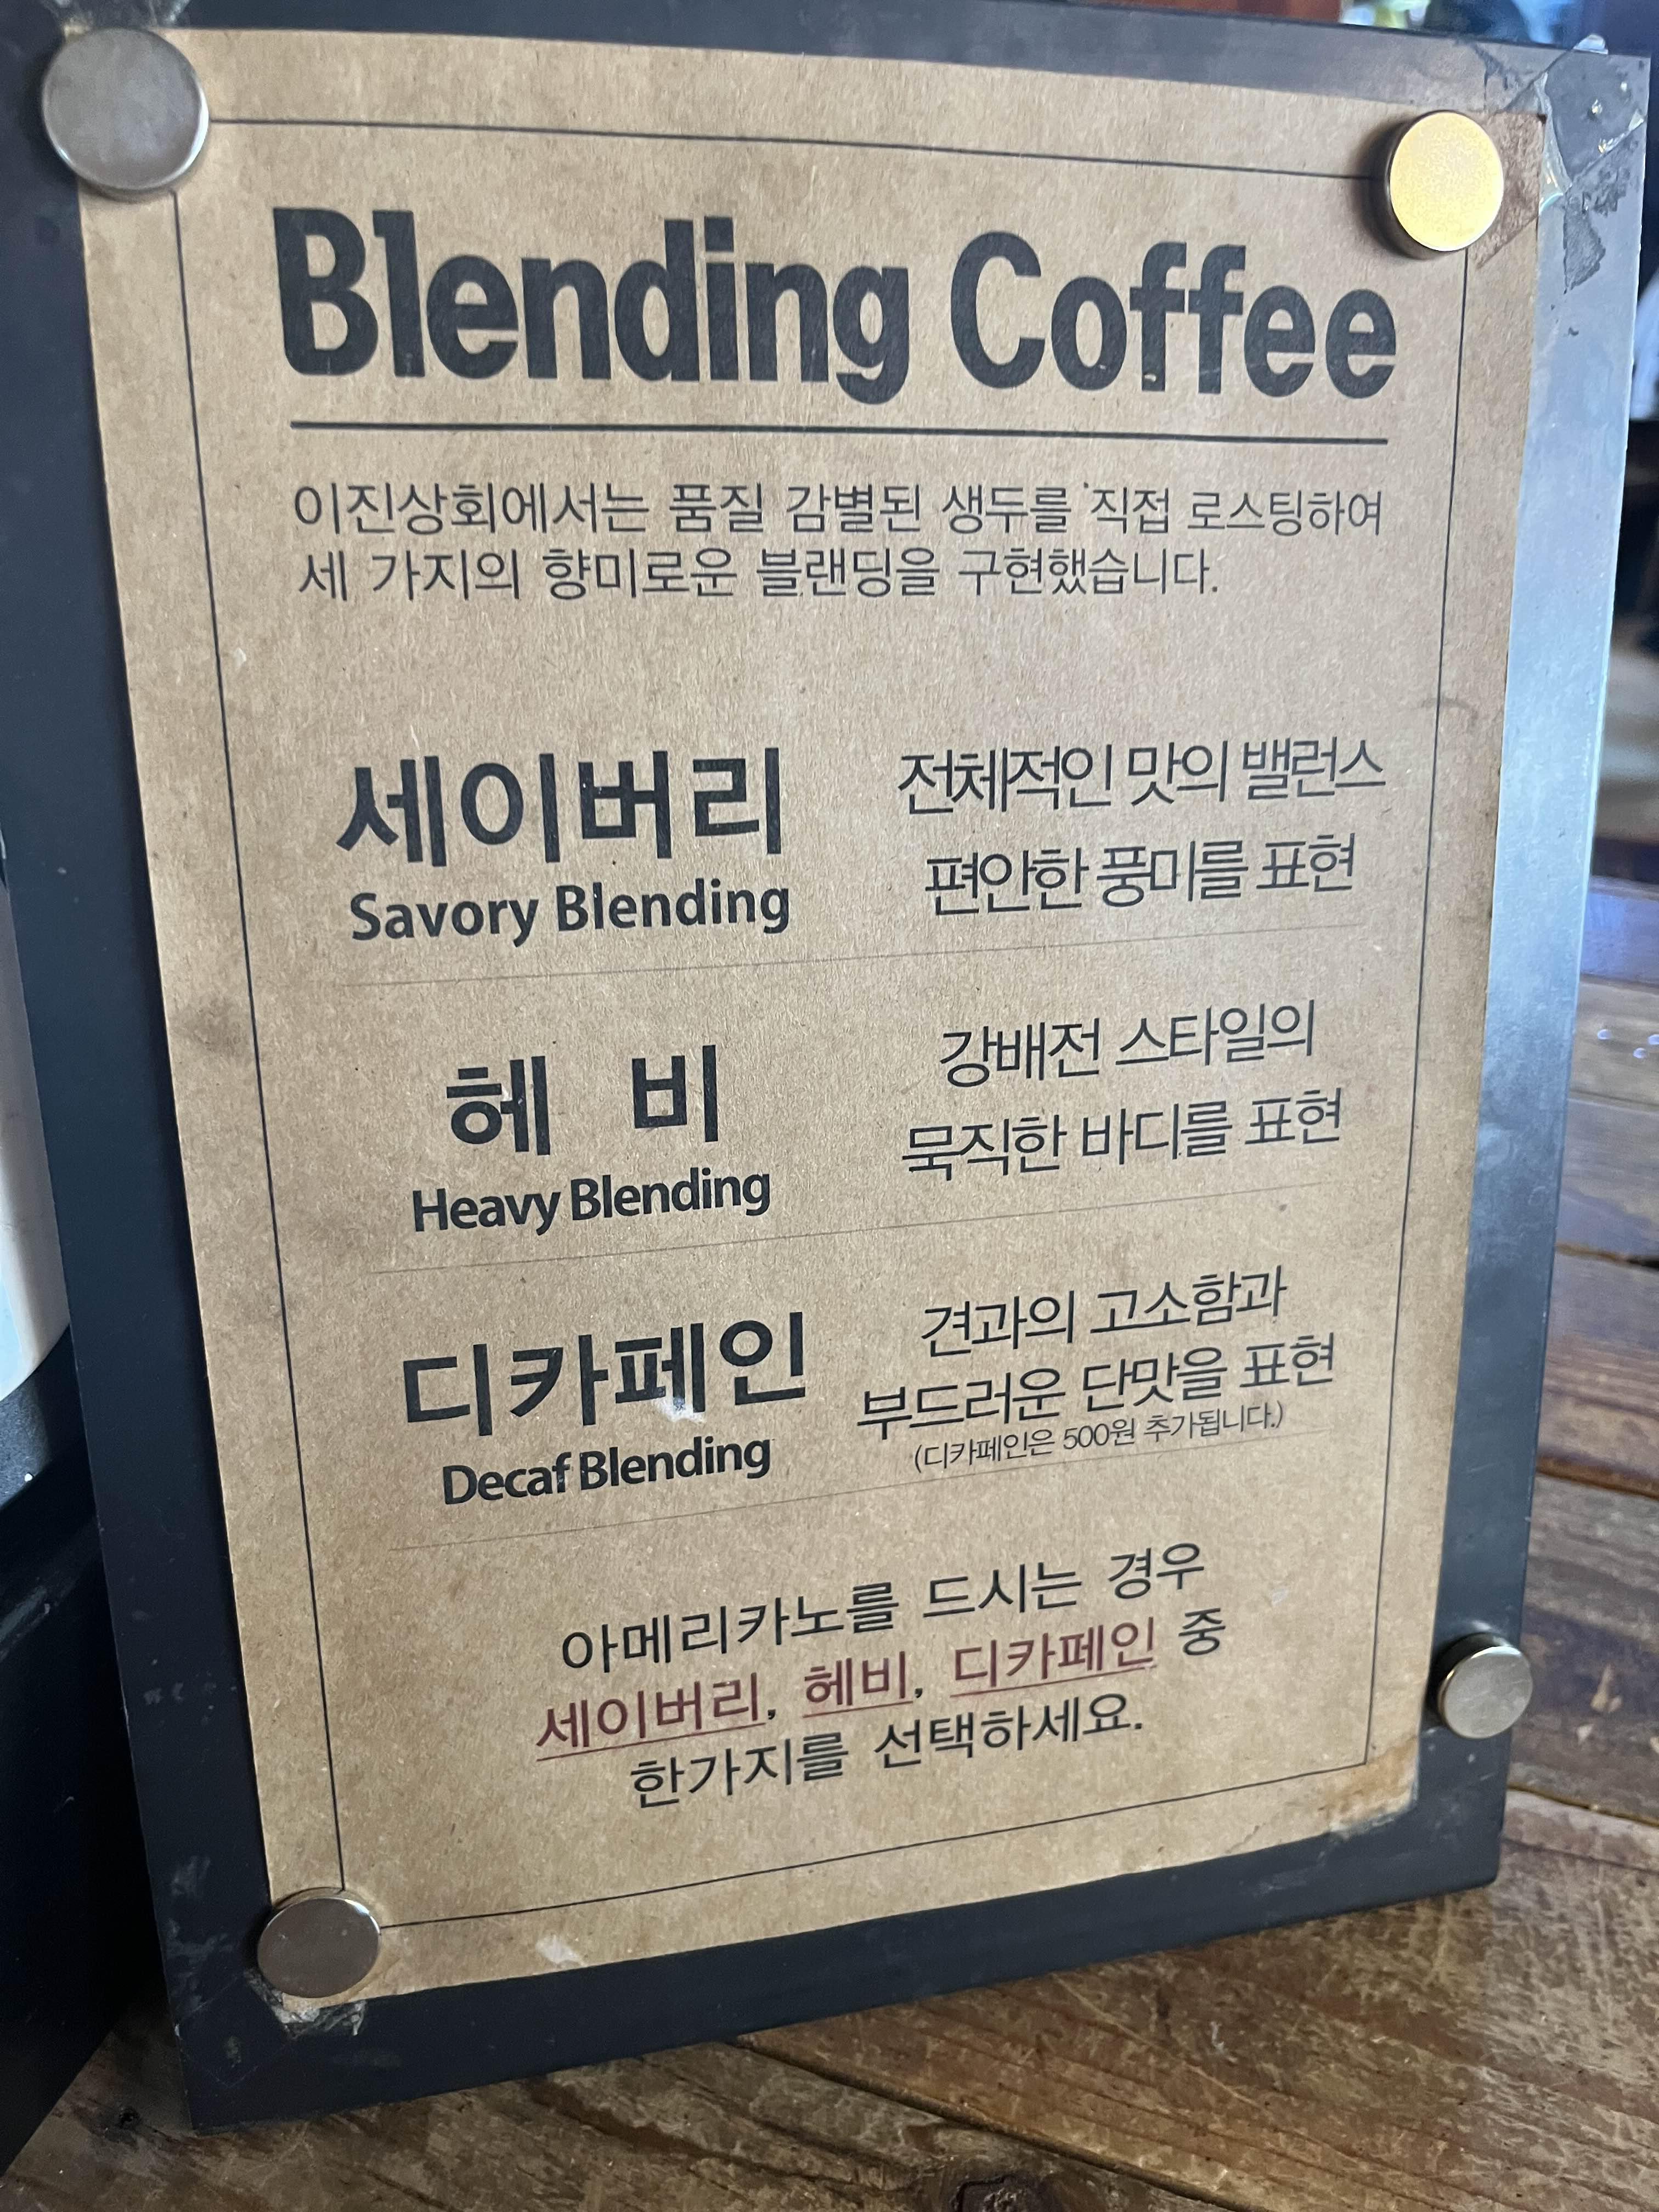 Blending Coffee
이진상회에서는 품질 감별된 생두를 직접 로스팅하여
세 가지의 향미로운 블랜딩을 구현했습니다.
세이버리
Savory Blending
전체적인 맛의 밸런스
편안한 풍미를 표현
헤 비
Heavy Blending
강배전 스타일의
묵직한 바디를 표현
디카페인
Decaf Blending
견과의 고소함과
부드러운 단맛을 표현
(디카페인은 500원 추가됩니다.)
아메리카노를 드시는 경우
세이버리, 헤비, 디카페인 중
한가지를 선택하세요.